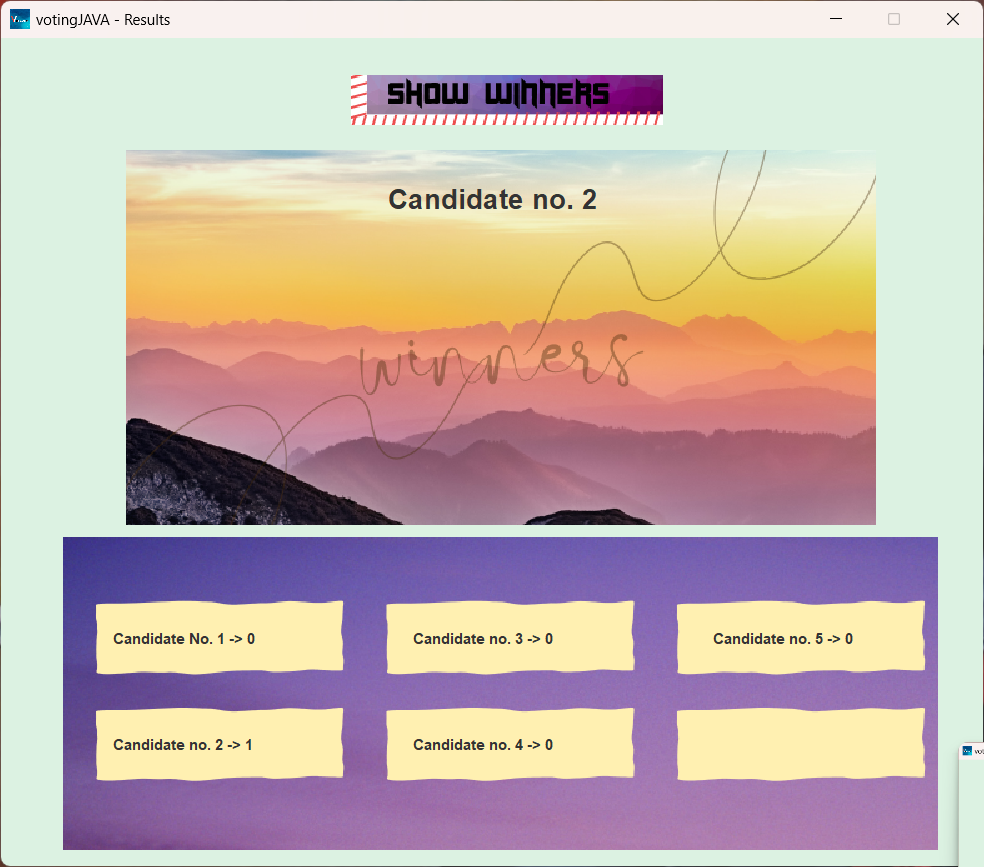 votingJAVA - Results
SHOW WINNERS
Candidate no. 2
winners
Candidate No. 1 -> 0
Candidate no. 3 -> 0
Candidate no. 5 -> 0
Candidate no. 2 -> 1
Candidate no. 4 -> 0